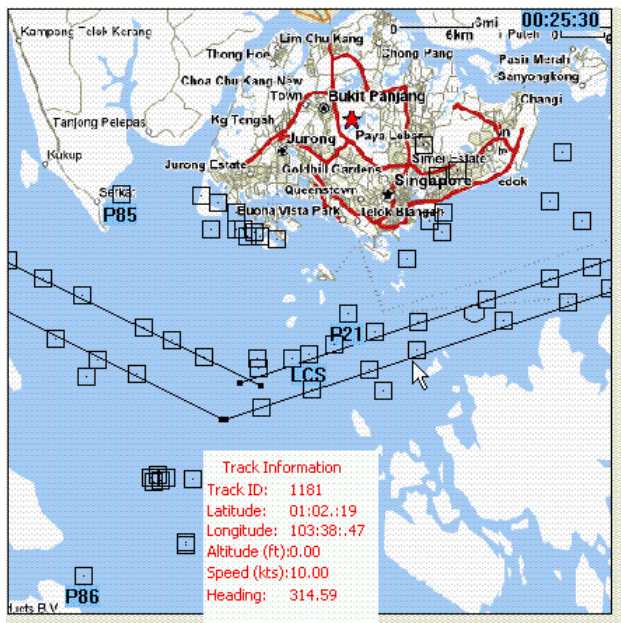 00:25:30
6mi
6km
Kampong Telok Kerang
Lim Chu Kang
Thong Hoe
Chong Pang
Pasir Merah
Sanyongkong
Choa Chu Kang New
Town
Bukit Panjang
Changi
Tanjong Pelepas
Kg Tengah
Jurong
Paya Lebar
Kukup
Jurong Estate
Goldhill Gardens
Simei Estate
Serkat
Queenstown
Singapore
edok
P85
Buona Vista Park
Telok Blangah
P21
LCS
Track Information
Track ID: 1181
Latitude: 01:02.:19
Longitude: 103:38:.47
Altitude (ft):0.00
Speed (kts):10.00
Heading: 314.59
P86